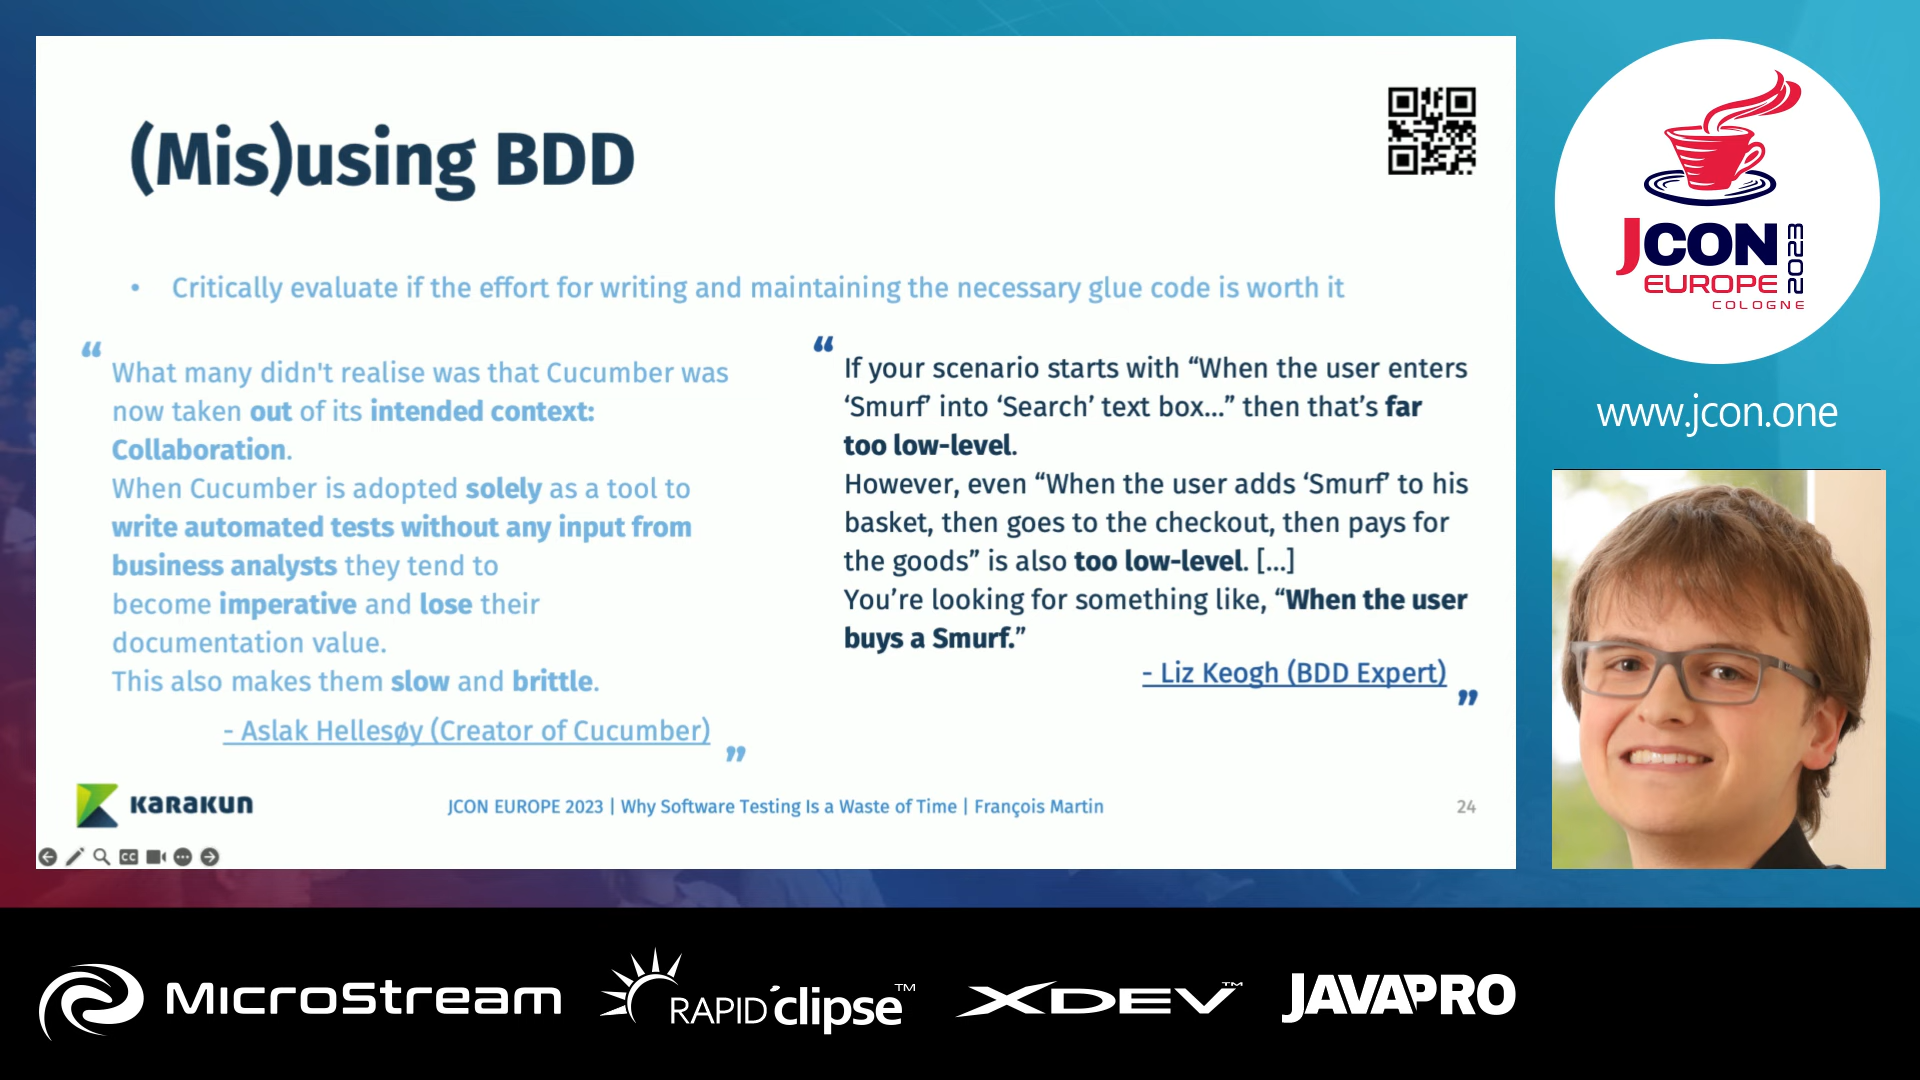 (Mis)using BDD
• Critically evaluate if the effort for writing and maintaining the necessary glue code is worth it
“
What many didn't realise was that Cucumber was
now taken out of its intended context:
Collaboration.
When Cucumber is adopted solely as a tool to
write automated tests without any input from
business analysts they tend to
become imperative and lose their
documentation value.
This also makes them slow and brittle.
- Aslak Hellesøy (Creator of Cucumber)
”
“
If your scenario starts with “When the user enters
‘Smurf’ into ‘Search’ text box…” then that’s far
too low-level.
However, even “When the user adds ‘Smurf’ to his
basket, then goes to the checkout, then pays for
the goods” is also too low-level. […]
You’re looking for something like, “When the user
buys a Smurf.”
- Liz Keogh (BDD Expert)
”
KARAKUN
JCON EUROPE 2023 | Why Software Testing Is a Waste of Time | François Martin
24
CC
JCON
EUROPE
COLOGNE
2023
www.jcon.one
MICROSTREAM
RAPID'clipse™
XDEV™
JAVAPRO